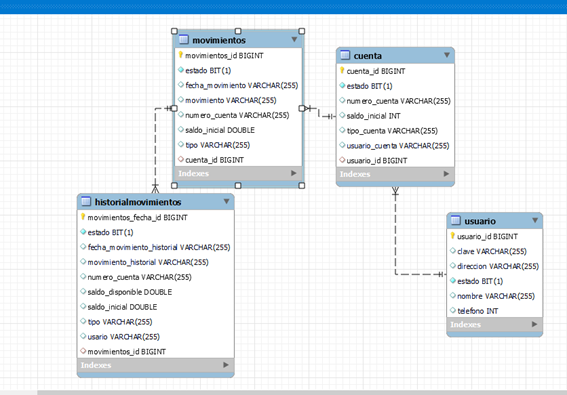 movimientos
movimientos_id BIGINT
estado BIT(1)
fecha_movimiento VARCHAR(255)
movimiento VARCHAR(255)
numero_cuenta VARCHAR(255)
saldo_inicial DOUBLE
tipo VARCHAR(255)
cuenta_id BIGINT
Indexes
cuenta
cuenta_id BIGINT
estado BIT(1)
numero_cuenta VARCHAR(255)
saldo_inicial INT
tipo_cuenta VARCHAR(255)
usuario_cuenta VARCHAR(255)
usuario_id BIGINT
Indexes
historialmovimientos
movimientos_fecha_id BIGINT
estado BIT(1)
fecha_movimiento_historial VARCHAR(255)
movimiento_historial VARCHAR(255)
numero_cuenta VARCHAR(255)
saldo_disponble DOUBLE
saldo_inicial DOUBLE
tipo VARCHAR(255)
usario VARCHAR(255)
movimientos_id BIGINT
Indexes
usuario
usuario_id BIGINT
clave VARCHAR(255)
direccion VARCHAR(255)
estado BIT(1)
nombre VARCHAR(255)
telefono INT
Indexes